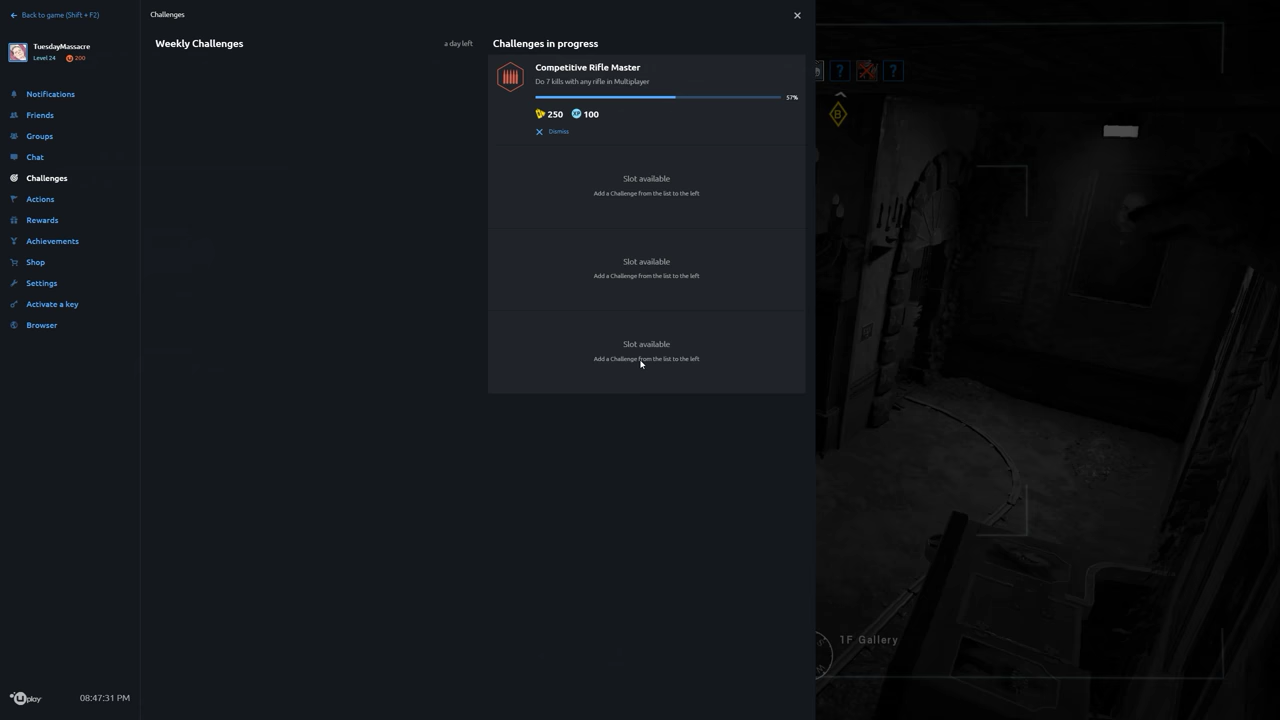 Back to game (Shift + F2)
TuesdayMassacre
Level 24 200
Notifications
Friends
Groups
Chat
Challenges
Actions
Rewards
Achievements
Shop
Settings
Activate a key
Browser
uplay 08:47:31 PM
Challenges
Weekly Challenges a day left
Challenges in progress
Competitive Rifle Master
Do 7 kills with any rifle in Multiplayer
57%
250 XP 100
Dismiss
Slot available
Add a Challenge from the list to the left
Slot available
Add a Challenge from the list to the left
Slot available
Add a Challenge from the list to the left
? ?
B
1F Gallery